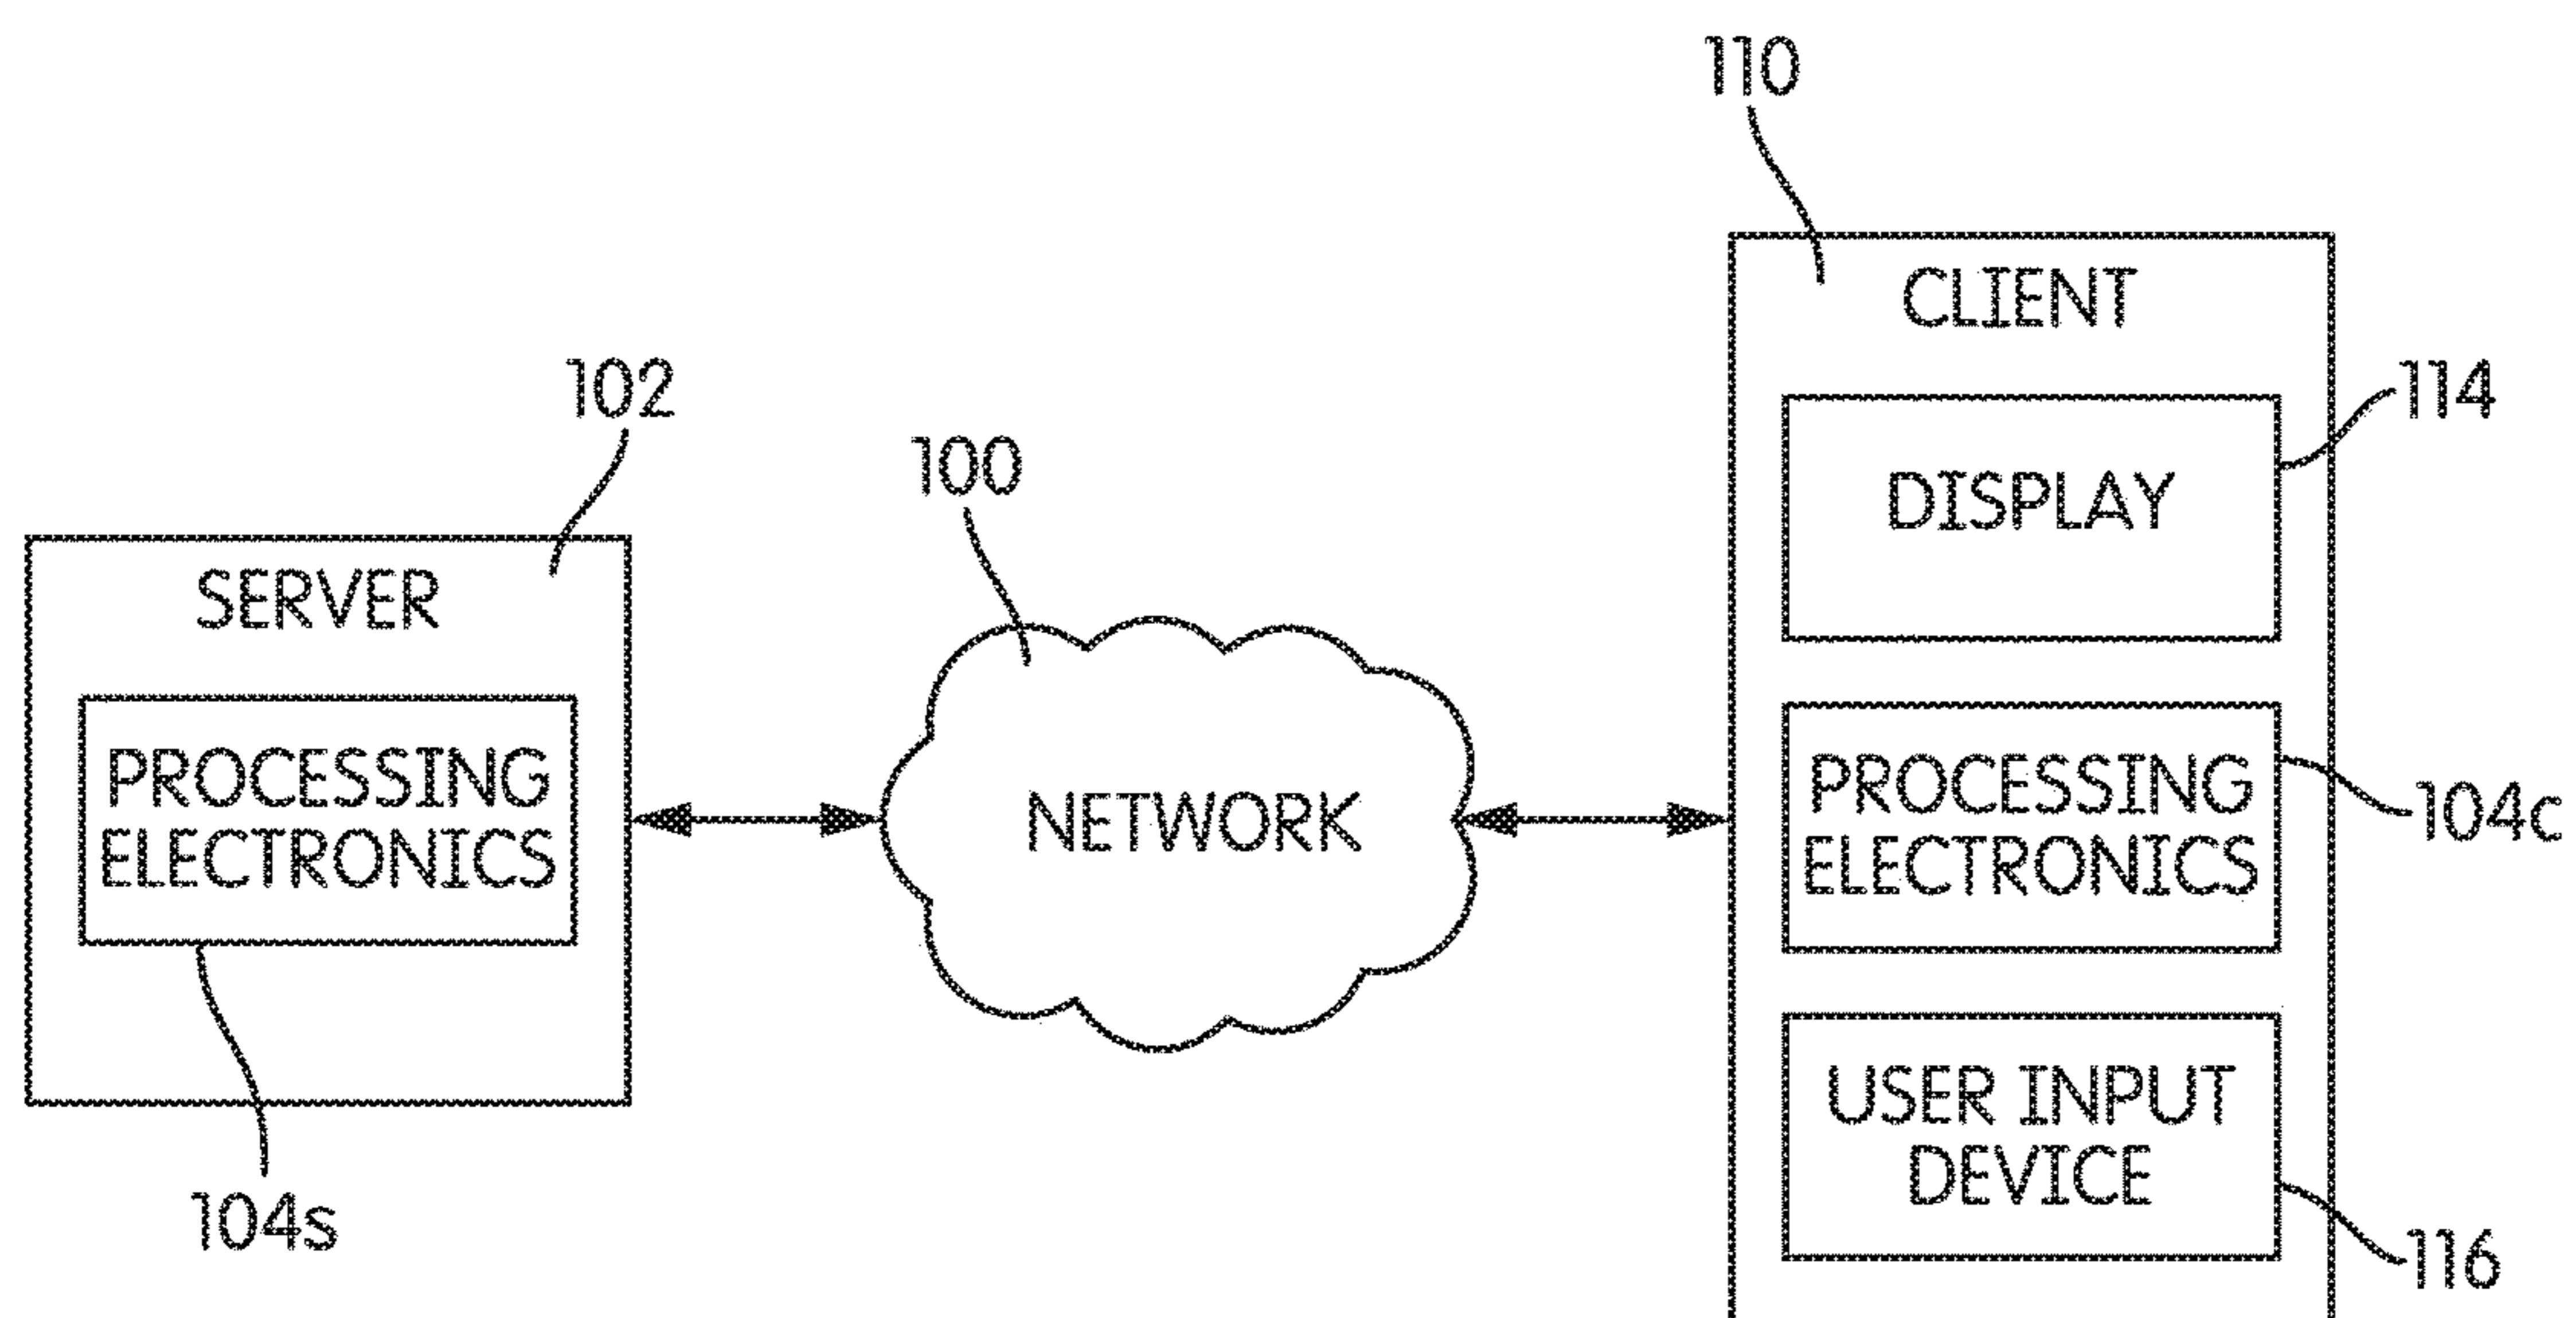 110
CLIENT
114
102
DISPLAY
100
SERVER
PROCESSING
ELECTRONICS
NETWORK
PROCESSING
ELECTRONICS
104c
USER INPUT
DEVICE
104s
116